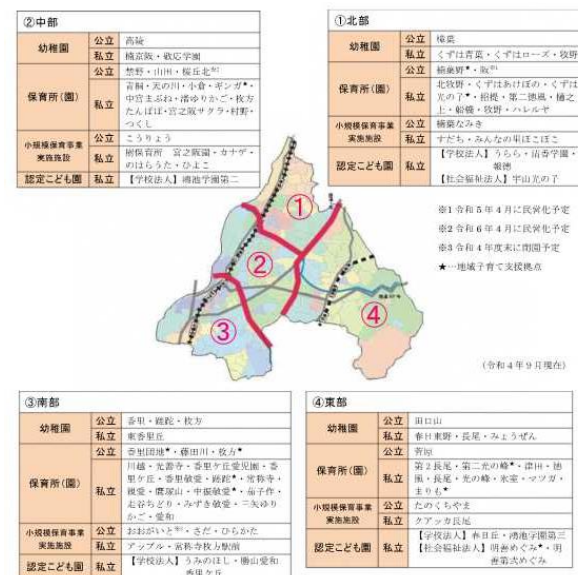 ②中部
幼稚園
公立
高陵
私立
楠京阪・敬応学園
保育所(園)
公立
禁野・山田・桜丘北※2
私立
青桐・天の川・小倉・ギンガ★・
中宮まぶね・渚ゆりかご・枚方
たんぽぽ・宮之阪サクラ・村野・
つくし
小規模保育事業
実施施設
公立
こうりょう
私立
樹保育所 宮之阪園・カナデ・
のはらうた・ひよこ
認定こども園
私立
【学校法人】鴻池学園第二
①北部
幼稚園
公立
樟葉
私立
くずは青葉・くずはローズ・牧野
保育所(園)
公立
楠葉野★・阪※1
私立
北牧野・くずはあけぼの・くずは
光の子★・招提・第二徳風・樋之
上・船橋・牧野・ハレルヤ
小規模保育事業
実施施設
公立
楠葉なみき
私立
すだち・みんなの里ぽこぽこ
認定こども園
私立
【学校法人】うらら・招香学園・
報徳
【社会福祉法人】宇山光の子
※1 令和5年4月に民営化予定
※2 令和6年4月に民営化予定
※3 令和4年度末に閉園予定
★…地域子育て支援拠点
①
②
③
④
(令和4年9月現在)
③南部
幼稚園
公立
香里・蹉跎・枚方
私立
東香里丘
保育所(園)
公立
香里団地★・藤田川・枚方★
私立
川越・光善寺・香里ケ丘愛児園・香
里ケ丘・香里敬愛・蹉跎★・常称寺・
親愛・鷹塚山・中振敬愛★・茄子作・
走谷ちどり・みずき敬愛・三矢ゆり
かご・愛和
小規模保育事業
実施施設
公立
おおがいと※3・さだ・ひらかた
私立
アップル・常称寺枚方駅前
認定こども園
私立
【学校法人】うみのほし・勝山愛和
香里ケ丘
④東部
幼稚園
公立
田口山
私立
春日東野・長尾・みょうぜん
保育所(園)
公立
菅原
私立
第2長尾・第二光の峰★・津田・徳
風・長尾・光の峰・氷室・マツガ・
まりも★
小規模保育事業
実施施設
公立
たのくちやま
私立
クアッカ長尾
認定こども園
私立
【学校法人】春日丘・鴻池学園第三
【社会福祉法人】明善めぐみ★・明
善第弐めぐみ